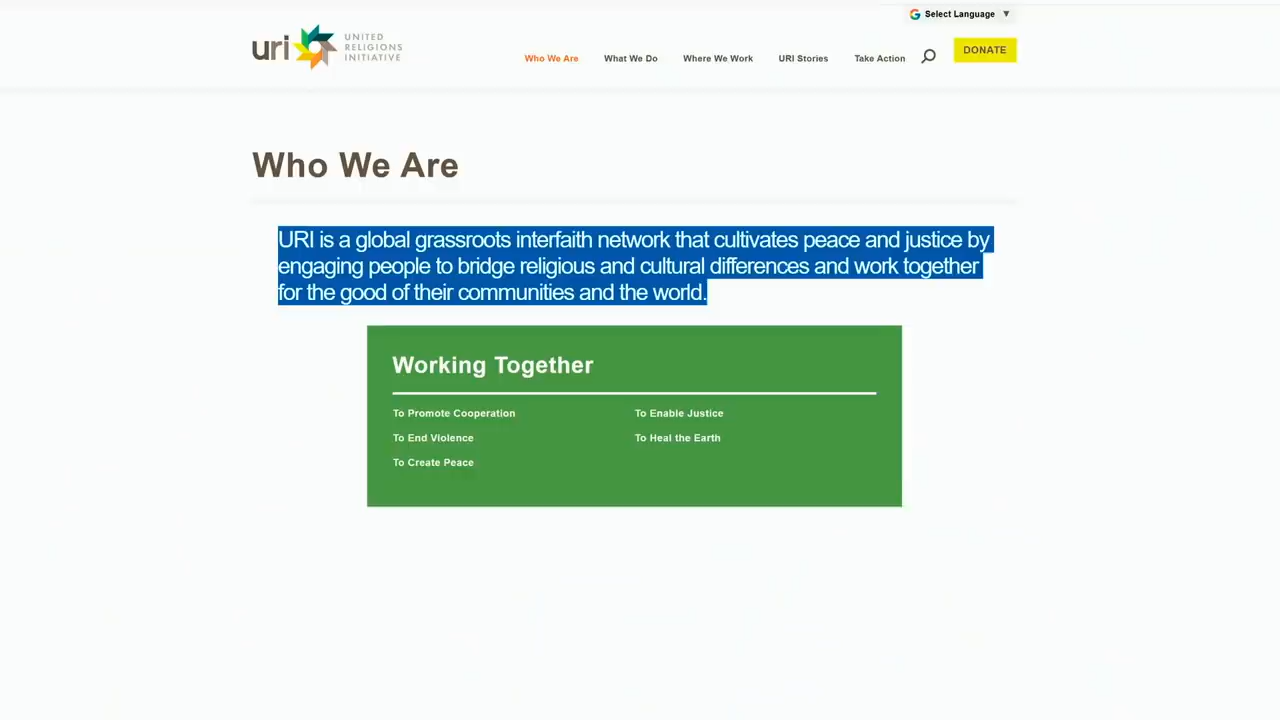 Select Language ▼
uri UNITED
RELIGIONS
INITIATIVE
Who We Are What We Do Where We Work URI Stories Take Action DONATE
Who We Are
URI is a global grassroots interfaith network that cultivates peace and justice by
engaging people to bridge religious and cultural differences and work together
for the good of their communities and the world.
Working Together
To Promote Cooperation To Enable Justice
To End Violence To Heal the Earth
To Create Peace